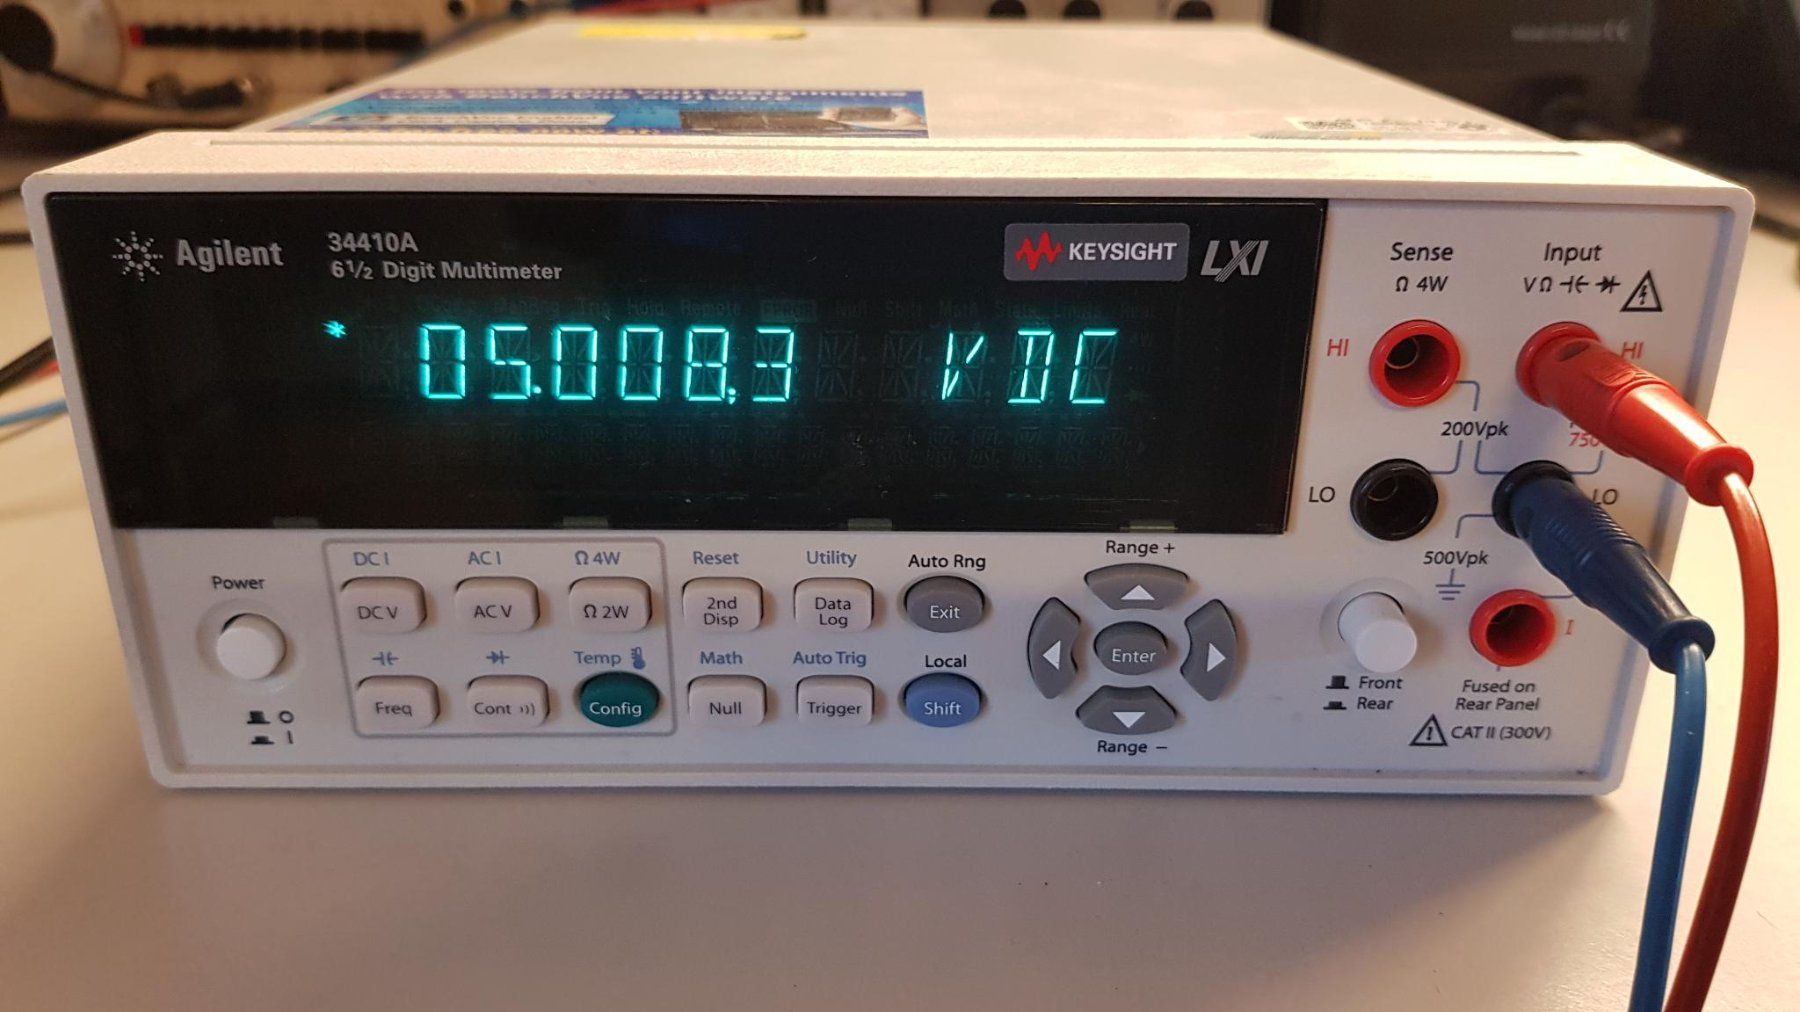 Agilent
34410A
6½ Digit Multimeter
KEYSIGHT
LXI
* 05.008,3 VDC
Sense
Ω 4W
Input
V Ω
HI
HI
200Vpk
LO
LO
500Vpk
I
Fused on
Rear Panel
CAT II (300V)
Front
Rear
Power
O
I
DC I
AC I
Ω 4W
Reset
Utility
Auto Rng
Range +
DC V
AC V
Ω 2W
2nd
Disp
Data
Log
Exit
Enter
Temp
Math
Auto Trig
Local
Freq
Cont
Config
Null
Trigger
Shift
Range −